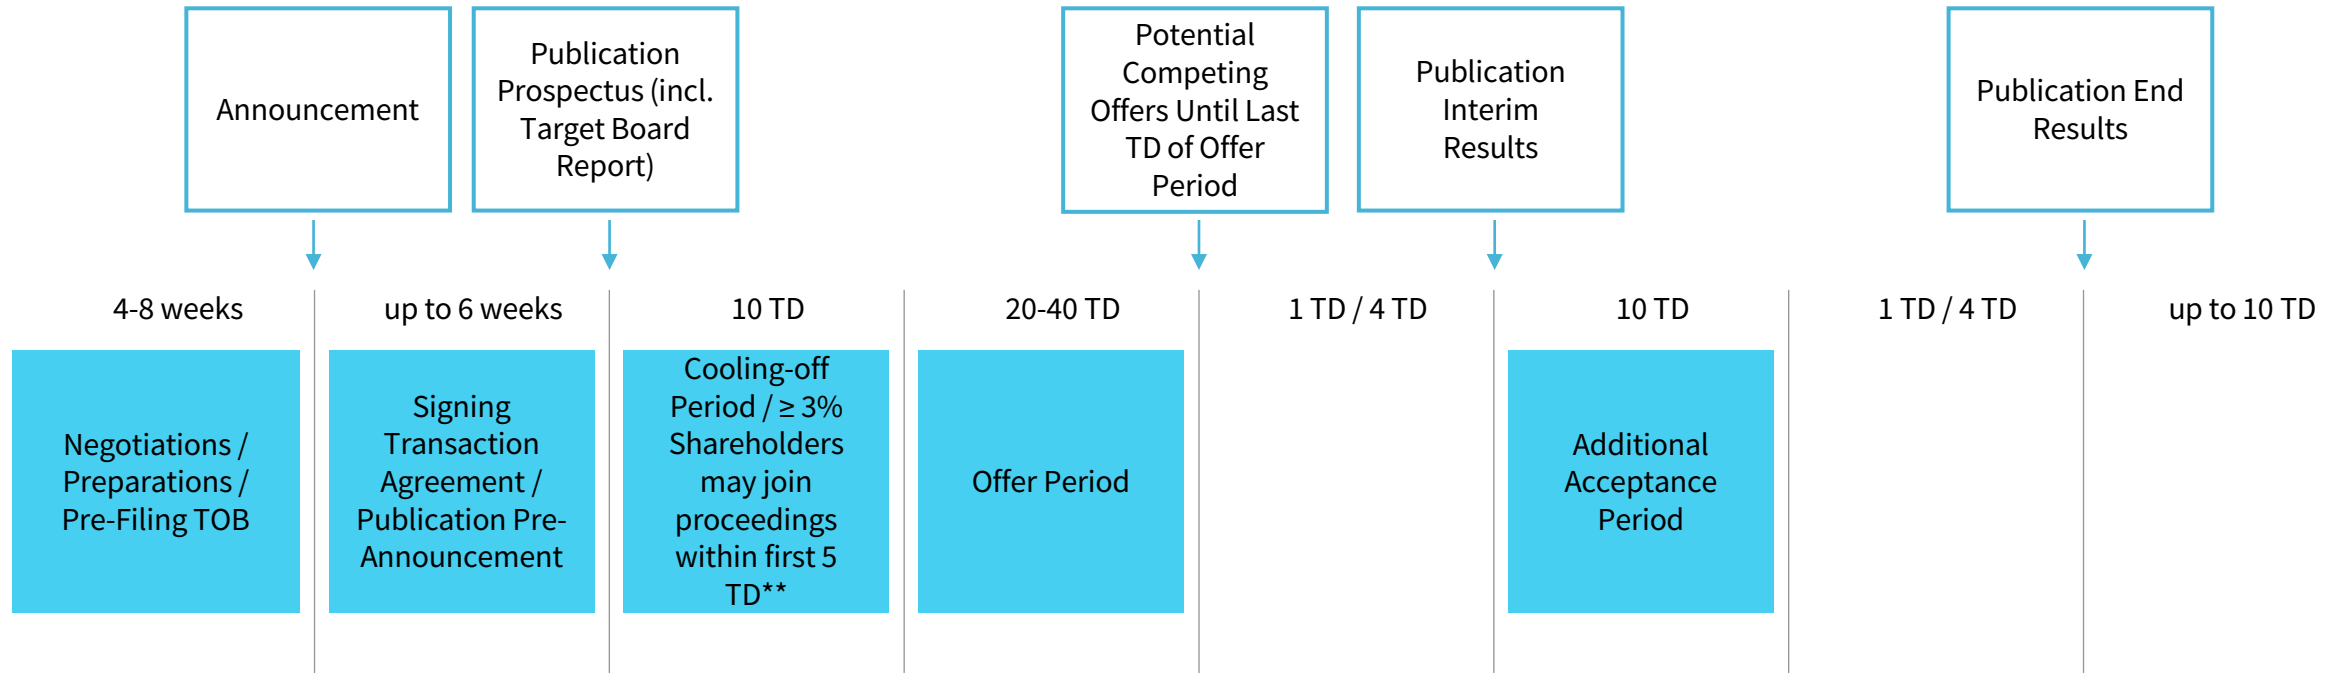 Announcement
Publication
Prospectus (incl.
Target Board
Report)
Potential
Competing
Offers Until Last
TD of Offer
Period
Publication
Interim
Results
Publication End
Results
4-8 weeks
up to 6 weeks
10 TD
20-40 TD
1 TD / 4 TD
10 TD
1 TD / 4 TD
up to 10 TD
Negotiations /
Preparations /
Pre-Filing TOB
Signing
Transaction
Agreement /
Publication Pre-
Announcement
Cooling-off
Period / ≥ 3%
Shareholders
may join
proceedings
within first 5
TD**
Offer Period
Additional
Acceptance
Period